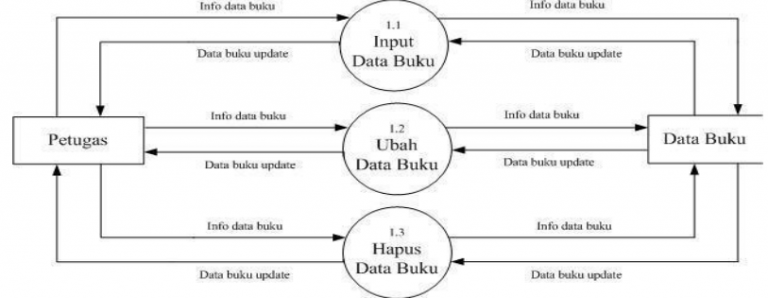 Info data buku
Info data buku
1.1
Input
Data Buku
Data buku update
Data buku update
Info data buku
Info data buku
1.2
Ubah
Data Buku
Petugas
Data Buku
Data buku update
Data buku update
Info data buku
Info data buku
1.3
Hapus
Data Buku
Data buku update
Data buku update